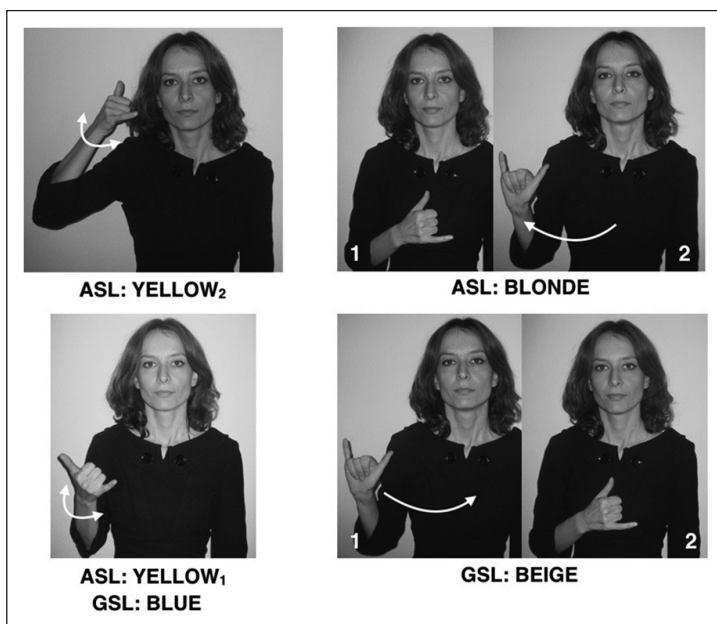 1
2
ASL: YELLOW₂
ASL: BLONDE
1
2
ASL: YELLOW₁
GSL: BLUE
GSL: BEIGE